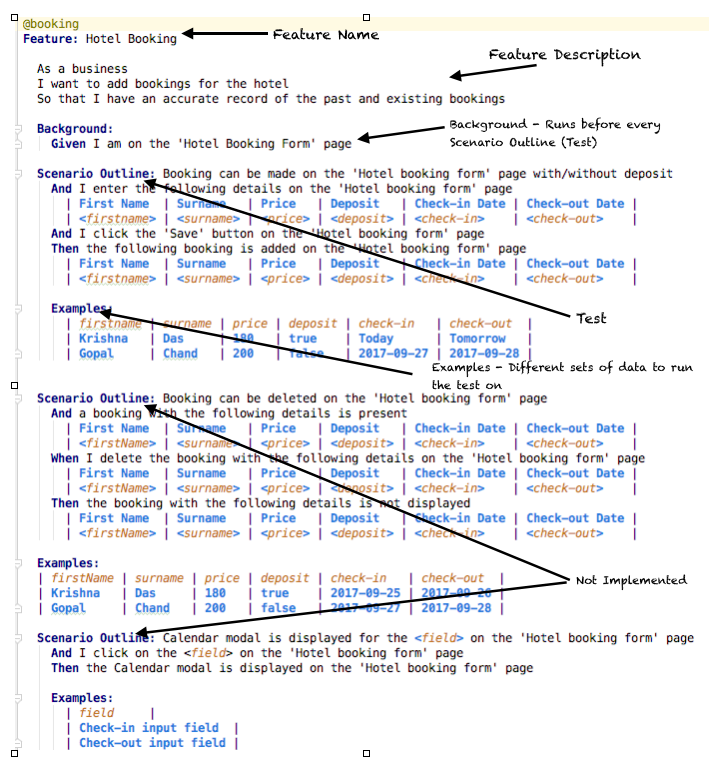 @booking
Feature: Hotel Booking
Feature Name
Feature Description
As a business
I want to add bookings for the hotel
So that I have an accurate record of the past and existing bookings
Background:
Background - Runs before every
Given I am on the 'Hotel Booking Form' page
Scenario Outline (Test)
Scenario Outline: Booking can be made on the 'Hotel booking form' page with/without deposit
And I enter the following details on the 'Hotel booking form' page
| First Name | Surname | Price | Deposit | Check-in Date | Check-out Date |
| <firstname> | <surname> | <price> | <deposit> | <check-in> | <check-out> |
And I click the 'Save' button on the 'Hotel booking form' page
Then the following booking is added on the 'Hotel booking form' page
| First Name | Surname | Price | Deposit | Check-in Date | Check-out Date |
| <firstname> | <surname> | <price> | <deposit> | <check-in> | <check-out> |
Examples:
Test
| firstname | surname | price | deposit | check-in | check-out |
| Krishna | Das | 180 | true | Today | Tomorrow |
| Gopal | Chand | 200 | false | 2017-09-27 | 2017-09-28 |
Examples - Different sets of data to run
the test on
Scenario Outline: Booking can be deleted on the 'Hotel booking form' page
And a booking with the following details is present
| First Name | Surname | Price | Deposit | Check-in Date | Check-out Date |
| <firstName> | <surname> | <price> | <deposit> | <check-in> | <check-out> |
When I delete the booking with the following details on the 'Hotel booking form' page
| First Name | Surname | Price | Deposit | Check-in Date | Check-out Date |
| <firstName> | <surname> | <price> | <deposit> | <check-in> | <check-out> |
Then the booking with the following details is not displayed
| First Name | Surname | Price | Deposit | Check-in Date | Check-out Date |
| <firstName> | <surname> | <price> | <deposit> | <check-in> | <check-out> |
Examples:
| firstName | surname | price | deposit | check-in | check-out |
Not Implemented
| Krishna | Das | 180 | true | 2017-09-25 | 2017-09-26 |
| Gopal | Chand | 200 | false | 2017-09-27 | 2017-09-28 |
Scenario Outline: Calendar modal is displayed for the <field> on the 'Hotel booking form' page
And I click on the <field> on the 'Hotel booking form' page
Then the Calendar modal is displayed on the 'Hotel booking form' page
Examples:
| field |
| Check-in input field |
| Check-out input field |